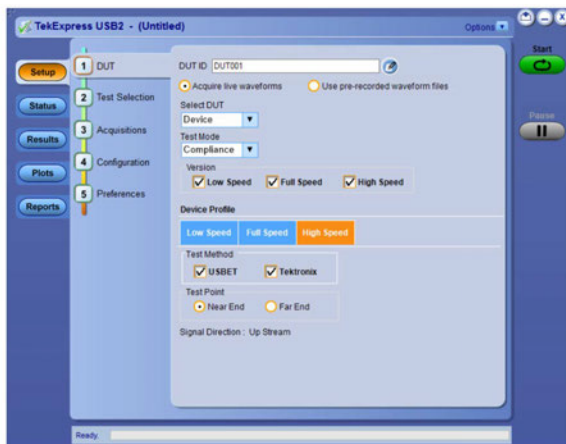 TekExpress USB2 - (Untitled)
Options
Start
Setup
Status
Results
Plots
Reports
1 DUT
2 Test Selection
3 Acquisitions
4 Configuration
5 Preferences
DUT ID DUT001
Acquire live waveforms Use pre-recorded waveform files
Select DUT
Device
Test Mode
Compliance
Version
Low Speed Full Speed High Speed
Device Profile
Low Speed Full Speed High Speed
Test Method
USBET Tektronix
Test Point
Near End Far End
Signal Direction : Up Stream
Pause
Ready.